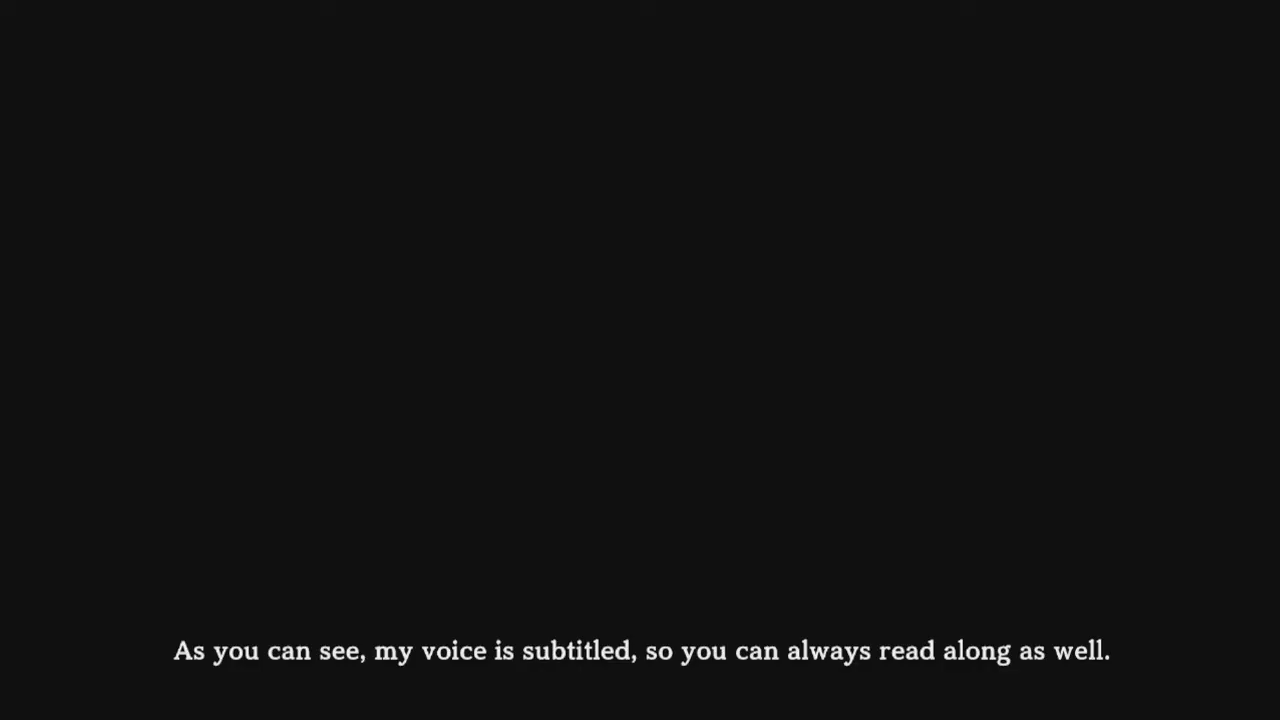 As you can see, my voice is subtitled, so you can always read along as well.